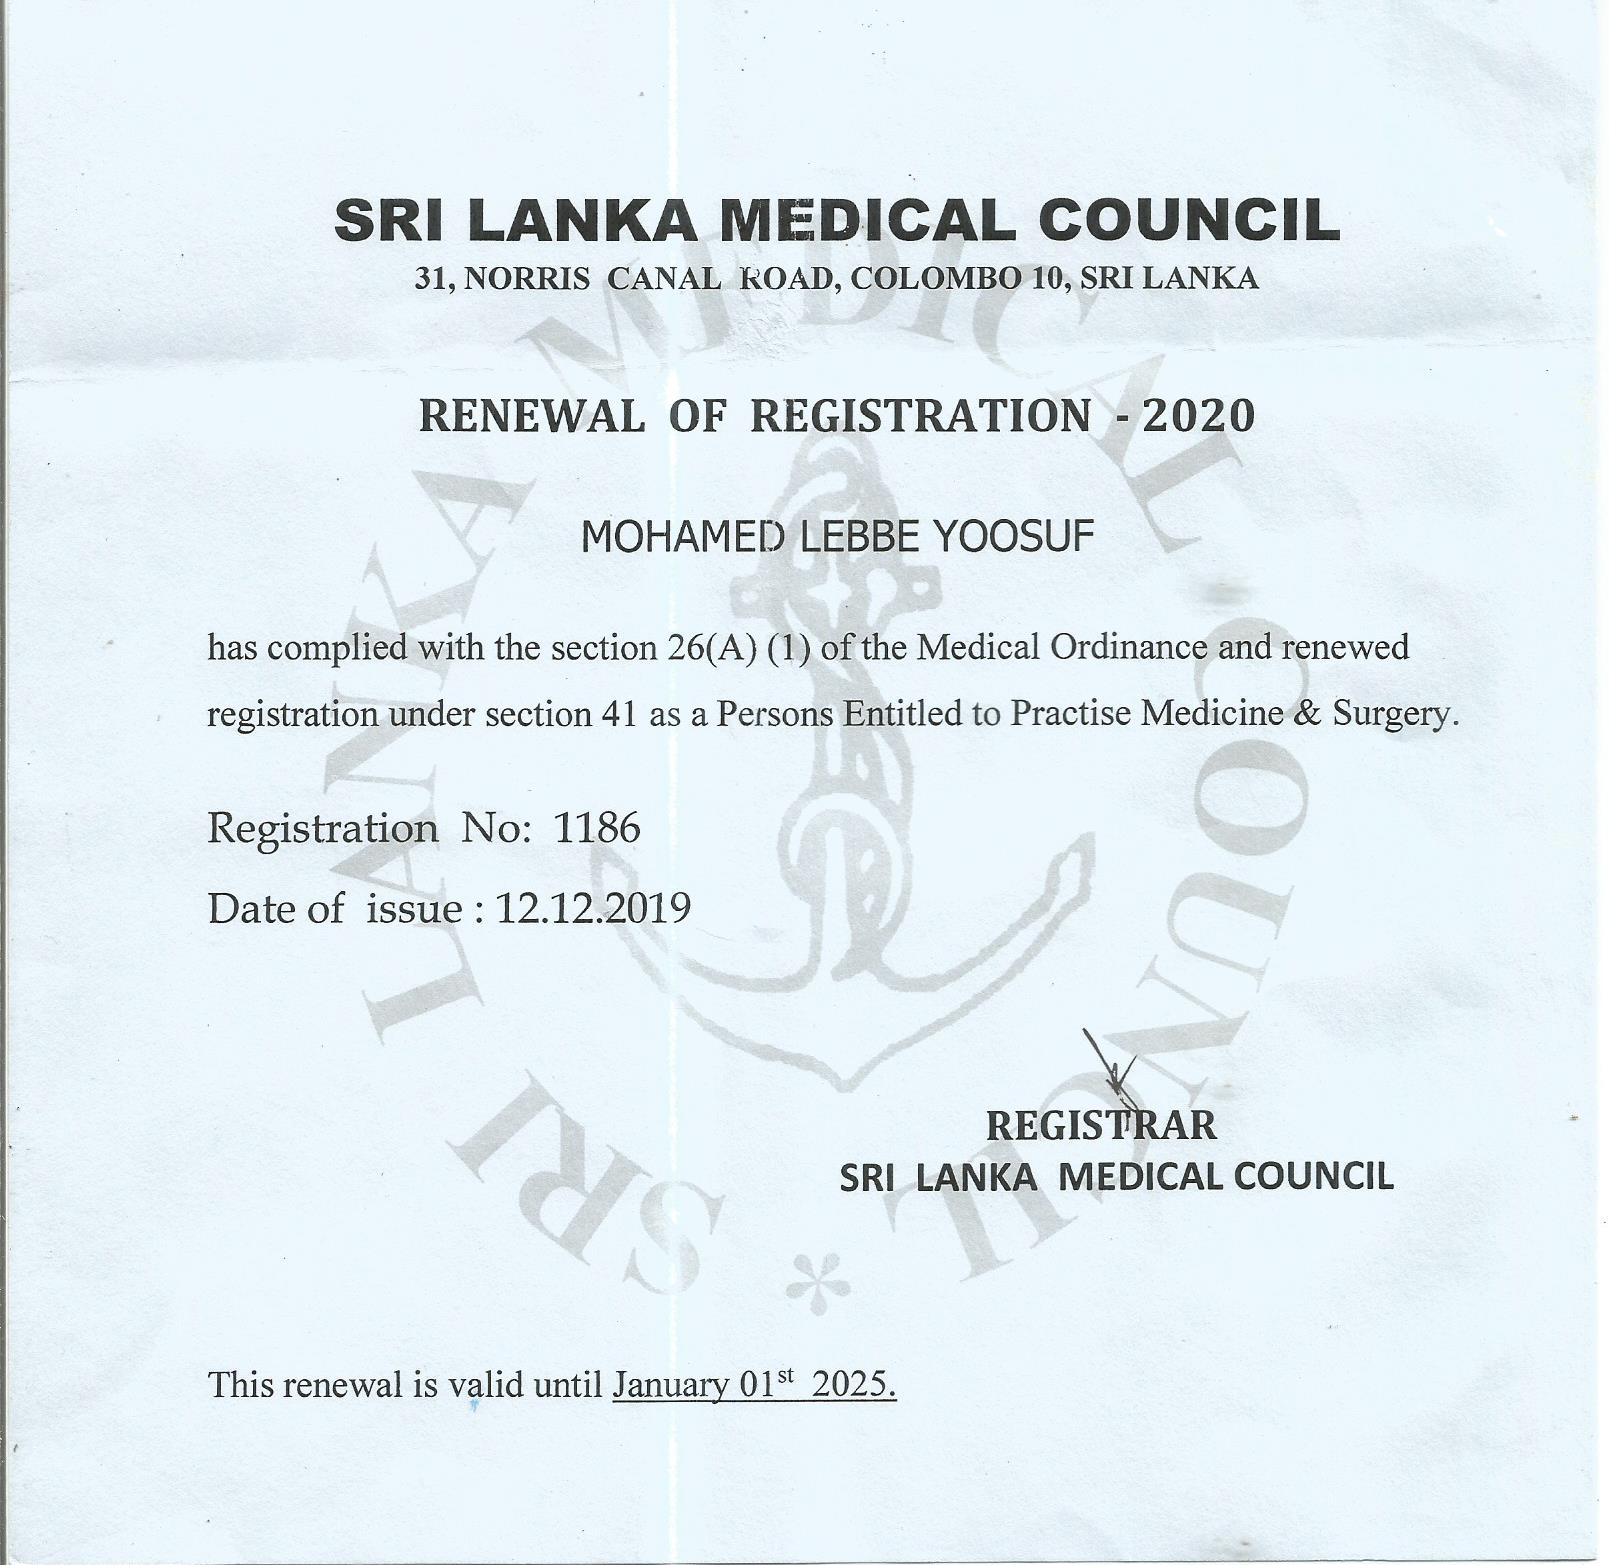 SRI LANKA MEDICAL COUNCIL
31, NORRIS CANAL ROAD, COLOMBO 10, SRI LANKA
RENEWAL OF REGISTRATION - 2020
MOHAMED LEBBE YOOSUF
has complied with the section 26(A) (1) of the Medical Ordinance and renewed
registration under section 41 as a Persons Entitled to Practise Medicine & Surgery.
Registration No: 1186
Date of issue : 12.12.2019
REGISTRAR
SRI LANKA MEDICAL COUNCIL
This renewal is valid until January 01st 2025.
SRI LANKA MEDICAL COUNCIL *